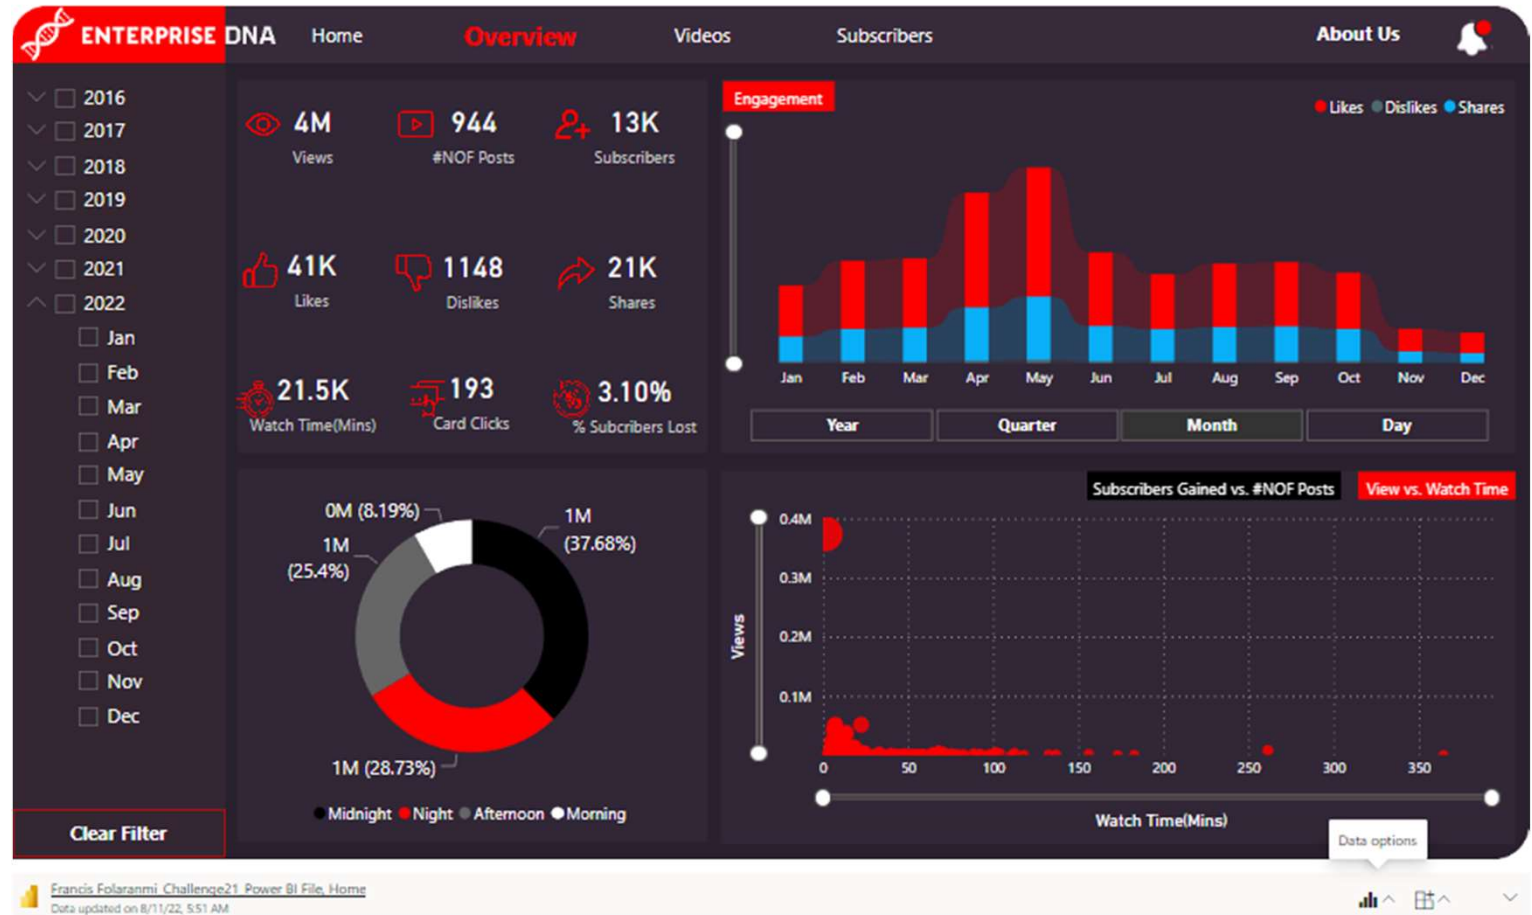 ENTERPRISE DNA Home Overview Videos Subscribers About Us
2016
2017
2018
2019
2020
2021
2022
Jan
Feb
Mar
Apr
May
Jun
Jul
Aug
Sep
Oct
Nov
Dec
Clear Filter
4M 944 13K
Views #NOF Posts Subscribers
41K 1148 21K
Likes Dislikes Shares
21.5K 193 3.10%
Watch Time(Mins) Card Clicks % Subcribers Lost
Engagement
Likes Dislikes Shares
Jan Feb Mar Apr May Jun Jul Aug Sep Oct Nov Dec
Year Quarter Month Day
0M (8.19%)
1M
(37.68%)
1M
(25.4%)
1M (28.73%)
Midnight Night Afternoon Morning
Subscribers Gained vs. #NOF Posts View vs. Watch Time
0.4M
0.3M
0.2M
0.1M
Views
0 50 100 150 200 250 300 350
Watch Time(Mins)
Data options
Francis Folaranmi_Challenge21_Power BI File, Home
Data updated on 8/11/22, 5:51 AM